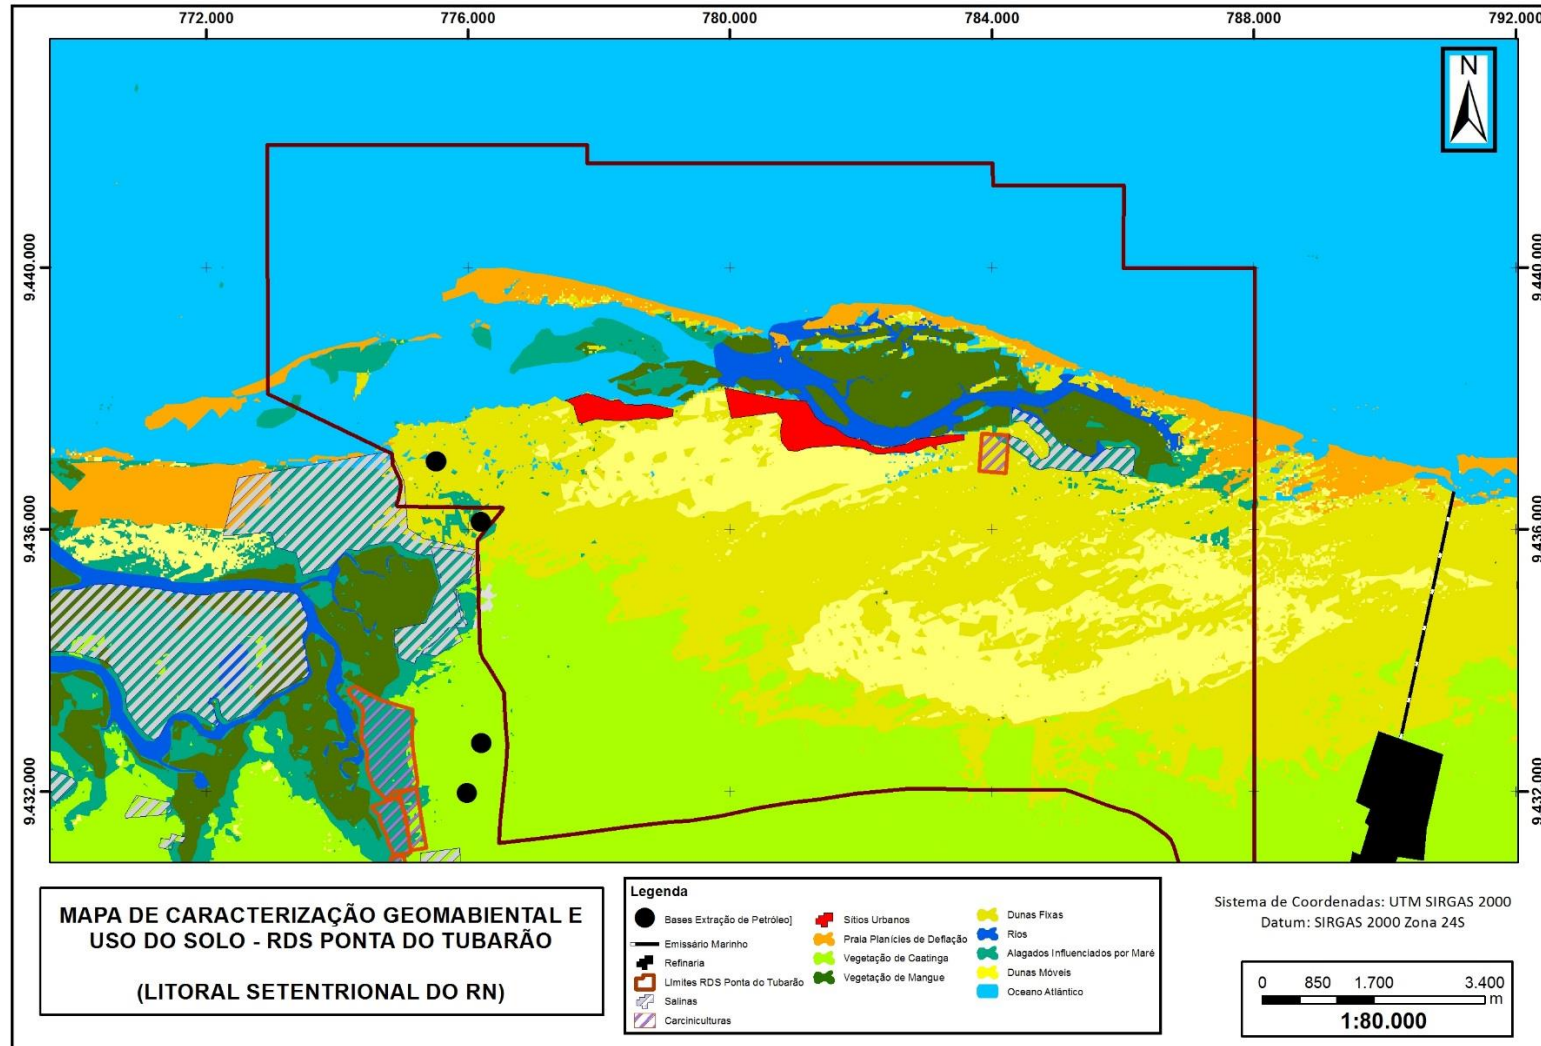 772.000 776.000 780.000 784.000 788.000 792.000
N
9.440.000 9.440.000
9.436.000 9.436.000
9.432.000 9.432.000
MAPA DE CARACTERIZAÇÃO GEOMABIENTAL E
USO DO SOLO - RDS PONTA DO TUBARÃO
(LITORAL SETENTRIONAL DO RN)
Legenda
Bases Extração de Petróleo]
Emissário Marinho
Refinaria
Limites RDS Ponta do Tubarão
Salinas
Carciniculturas
Sítios Urbanos
Praia Planícies de Deflação
Vegetação de Caatinga
Vegetação de Mangue
Dunas Fixas
Rios
Alagados Influenciados por Maré
Dunas Móveis
Oceano Atlântico
Sistema de Coordenadas: UTM SIRGAS 2000
Datum: SIRGAS 2000 Zona 24S
0 850 1.700 3.400
m
1:80.000